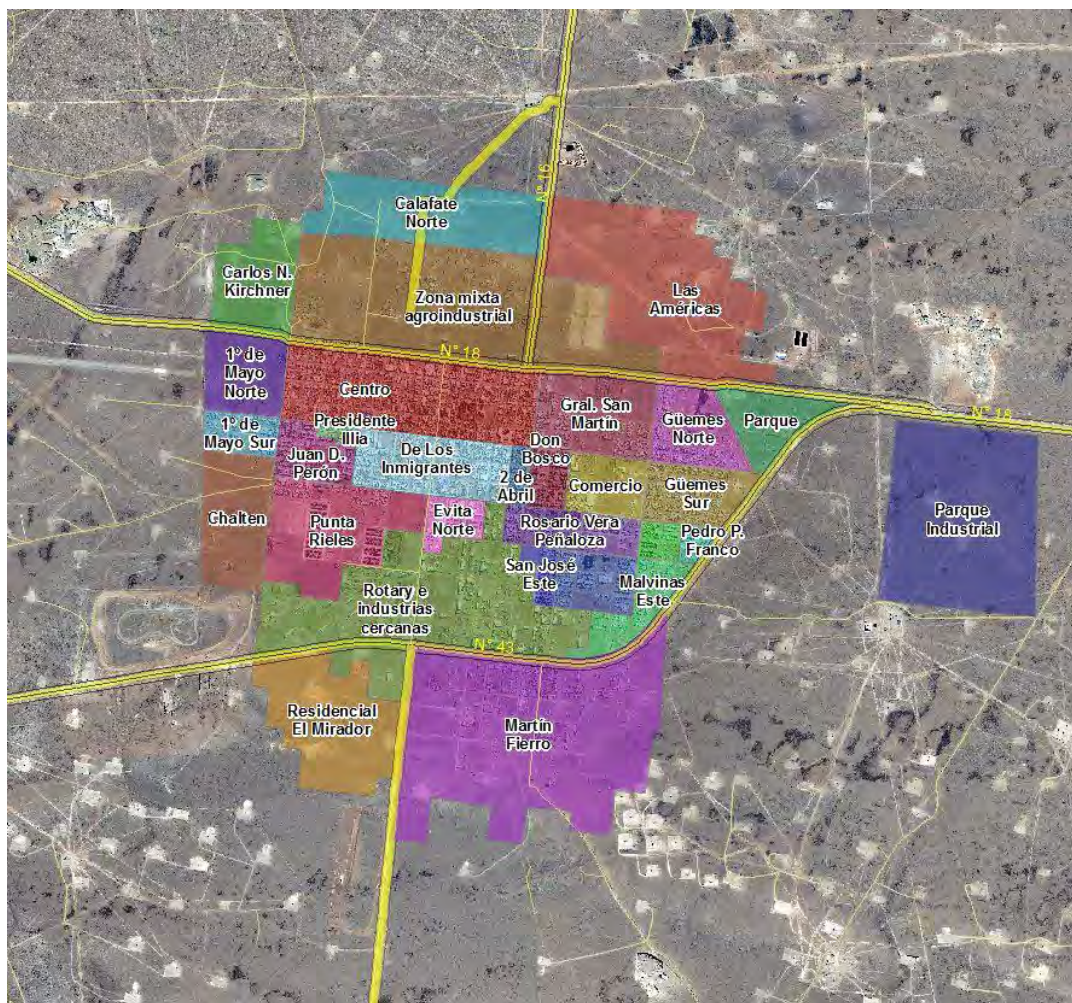 N° 16
Calafate
Norte
Carlos N.
Kirchner
Zona mixta
agroindustrial
Las
Américas
N° 18
1° de
Mayo
Norte
Centro
Gral. San
Martín
Güemes
Norte
Parque
N° 18
1° de
Mayo Sur
Presidente
Illia
Juan D.
Perón
De Los
Inmigrantes
Don
Bosco
2 de
Abril
Comercio
Güemes
Sur
Chalten
Punta
Rieles
Evita
Norte
Rosario Vera
Peñaloza
Pedro P.
Franco
Parque
Industrial
San José
Este
Malvinas
Este
Rotary e
industrias
cercanas
N° 43
Residencial
El Mirador
Martín
Fierro